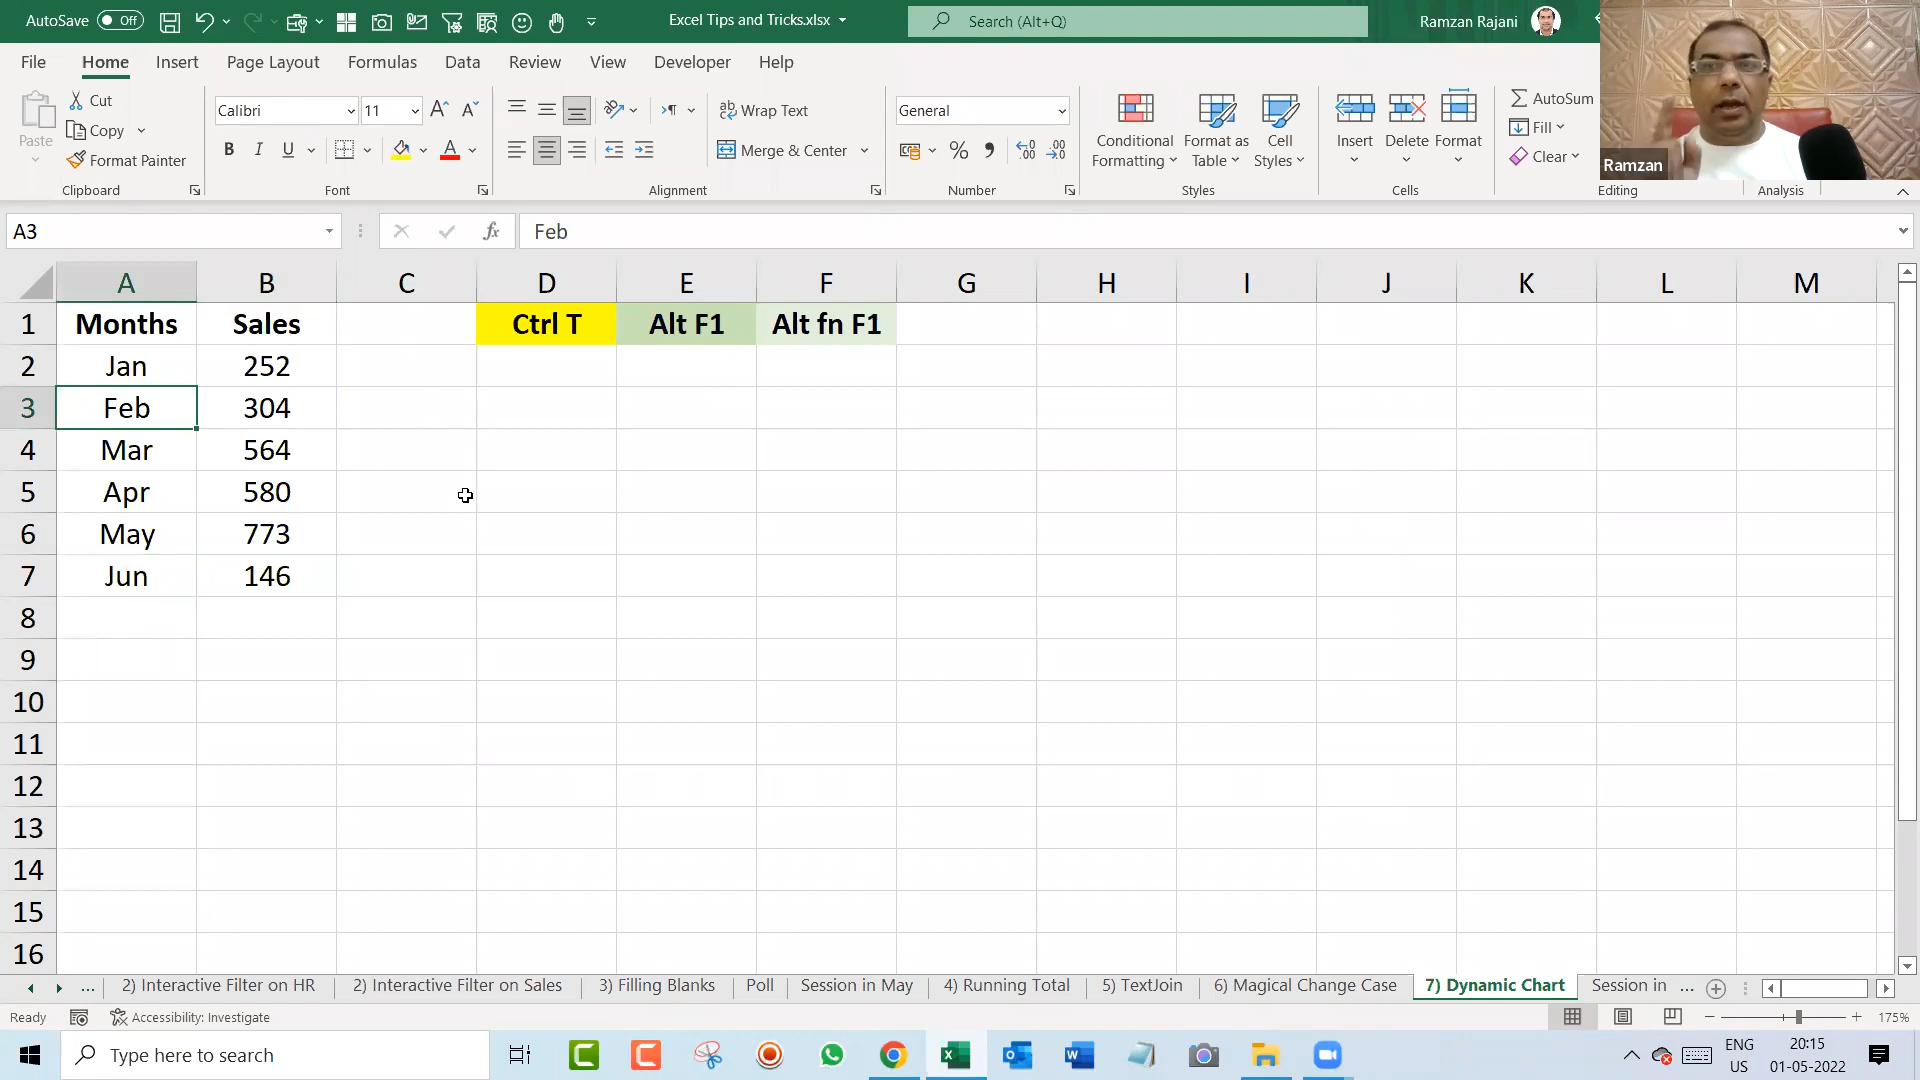 AutoSave Off Excel Tips and Tricks.xlsx Search (Alt+Q) Ramzan Rajani
File Home Insert Page Layout Formulas Data Review View Developer Help
Paste Cut Copy Format Painter
Calibri 11
B I U A
ab Wrap Text
Merge & Center
General
Conditional Formatting Format as Table Cell Styles
Insert Delete Format
AutoSum
Fill
Clear
Ramzan
Clipboard Font Alignment Number Styles Cells Editing Analysis
A3 fx Feb
A B C D E F G H I J K L M
1 Months Sales Ctrl T Alt F1 Alt fn F1
2 Jan 252
3 Feb 304
4 Mar 564
5 Apr 580
6 May 773
7 Jun 146
8
9
10
11
12
13
14
15
16
... 2) Interactive Filter on HR 2) Interactive Filter on Sales 3) Filling Blanks Poll Session in May 4) Running Total 5) TextJoin 6) Magical Change Case 7) Dynamic Chart Session in ...
Ready Accessibility: Investigate 175%
Type here to search
ENG 20:15
US 01-05-2022